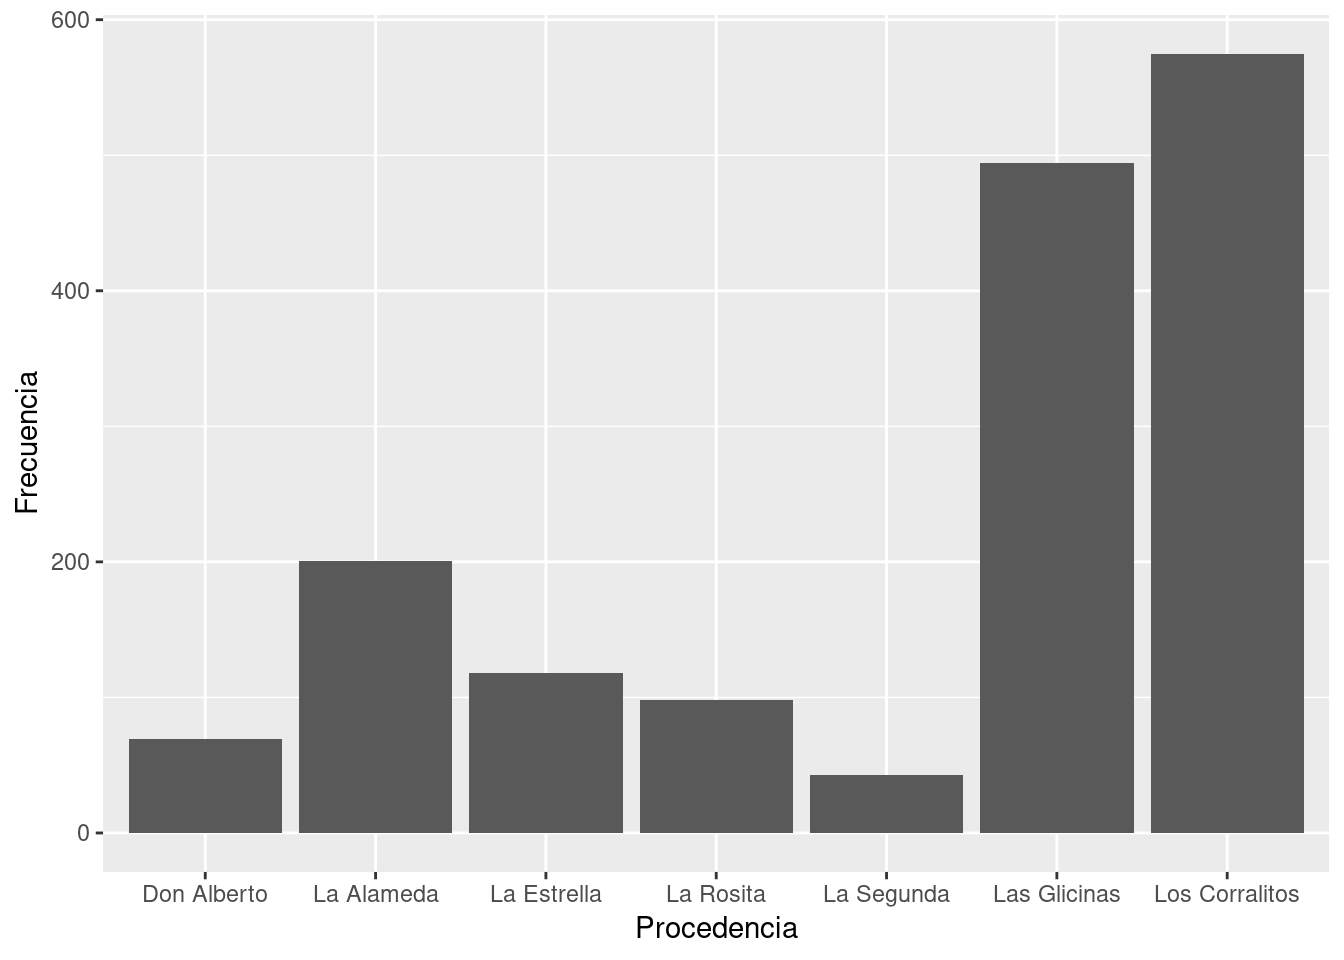 600
400
200
0
Frecuencia
Don Alberto La Alameda La Estrella La Rosita La Segunda Las Glicinas Los Corralitos
Procedencia